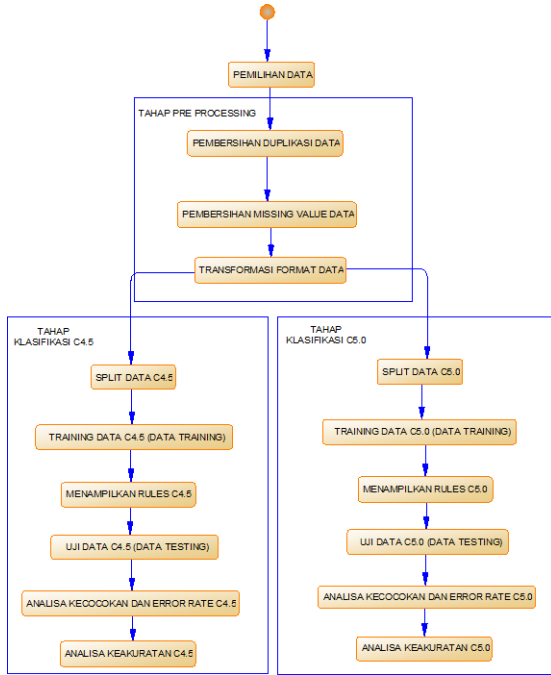 PEMILIHAN DATA
TAHAP PRE PROCESSING
PEMBERSIHAN DUPLIKASI DATA
PEMBERSIHAN MISSING VALUE DATA
TRANSFORMASI FORMAT DATA
TAHAP
KLASIFIKASI C4.5
SPLIT DATA C4.5
TRAINING DATA C4.5 (DATA TRAINING)
MENAMPILKAN RULES C4.5
UJI DATA C4.5 (DATA TESTING)
ANALISA KECOCOKAN DAN ERROR RATE C4.5
ANALISA KEAKURATAN C4.5
TAHAP
KLASIFIKASI C5.0
SPLIT DATA C5.0
TRAINING DATA C5.0 (DATA TRAINING)
MENAMPILKAN RULES C5.0
UJI DATA C5.0 (DATA TESTING)
ANALISA KECOCOKAN DAN ERROR RATE C5.0
ANALISA KEAKURATAN C5.0